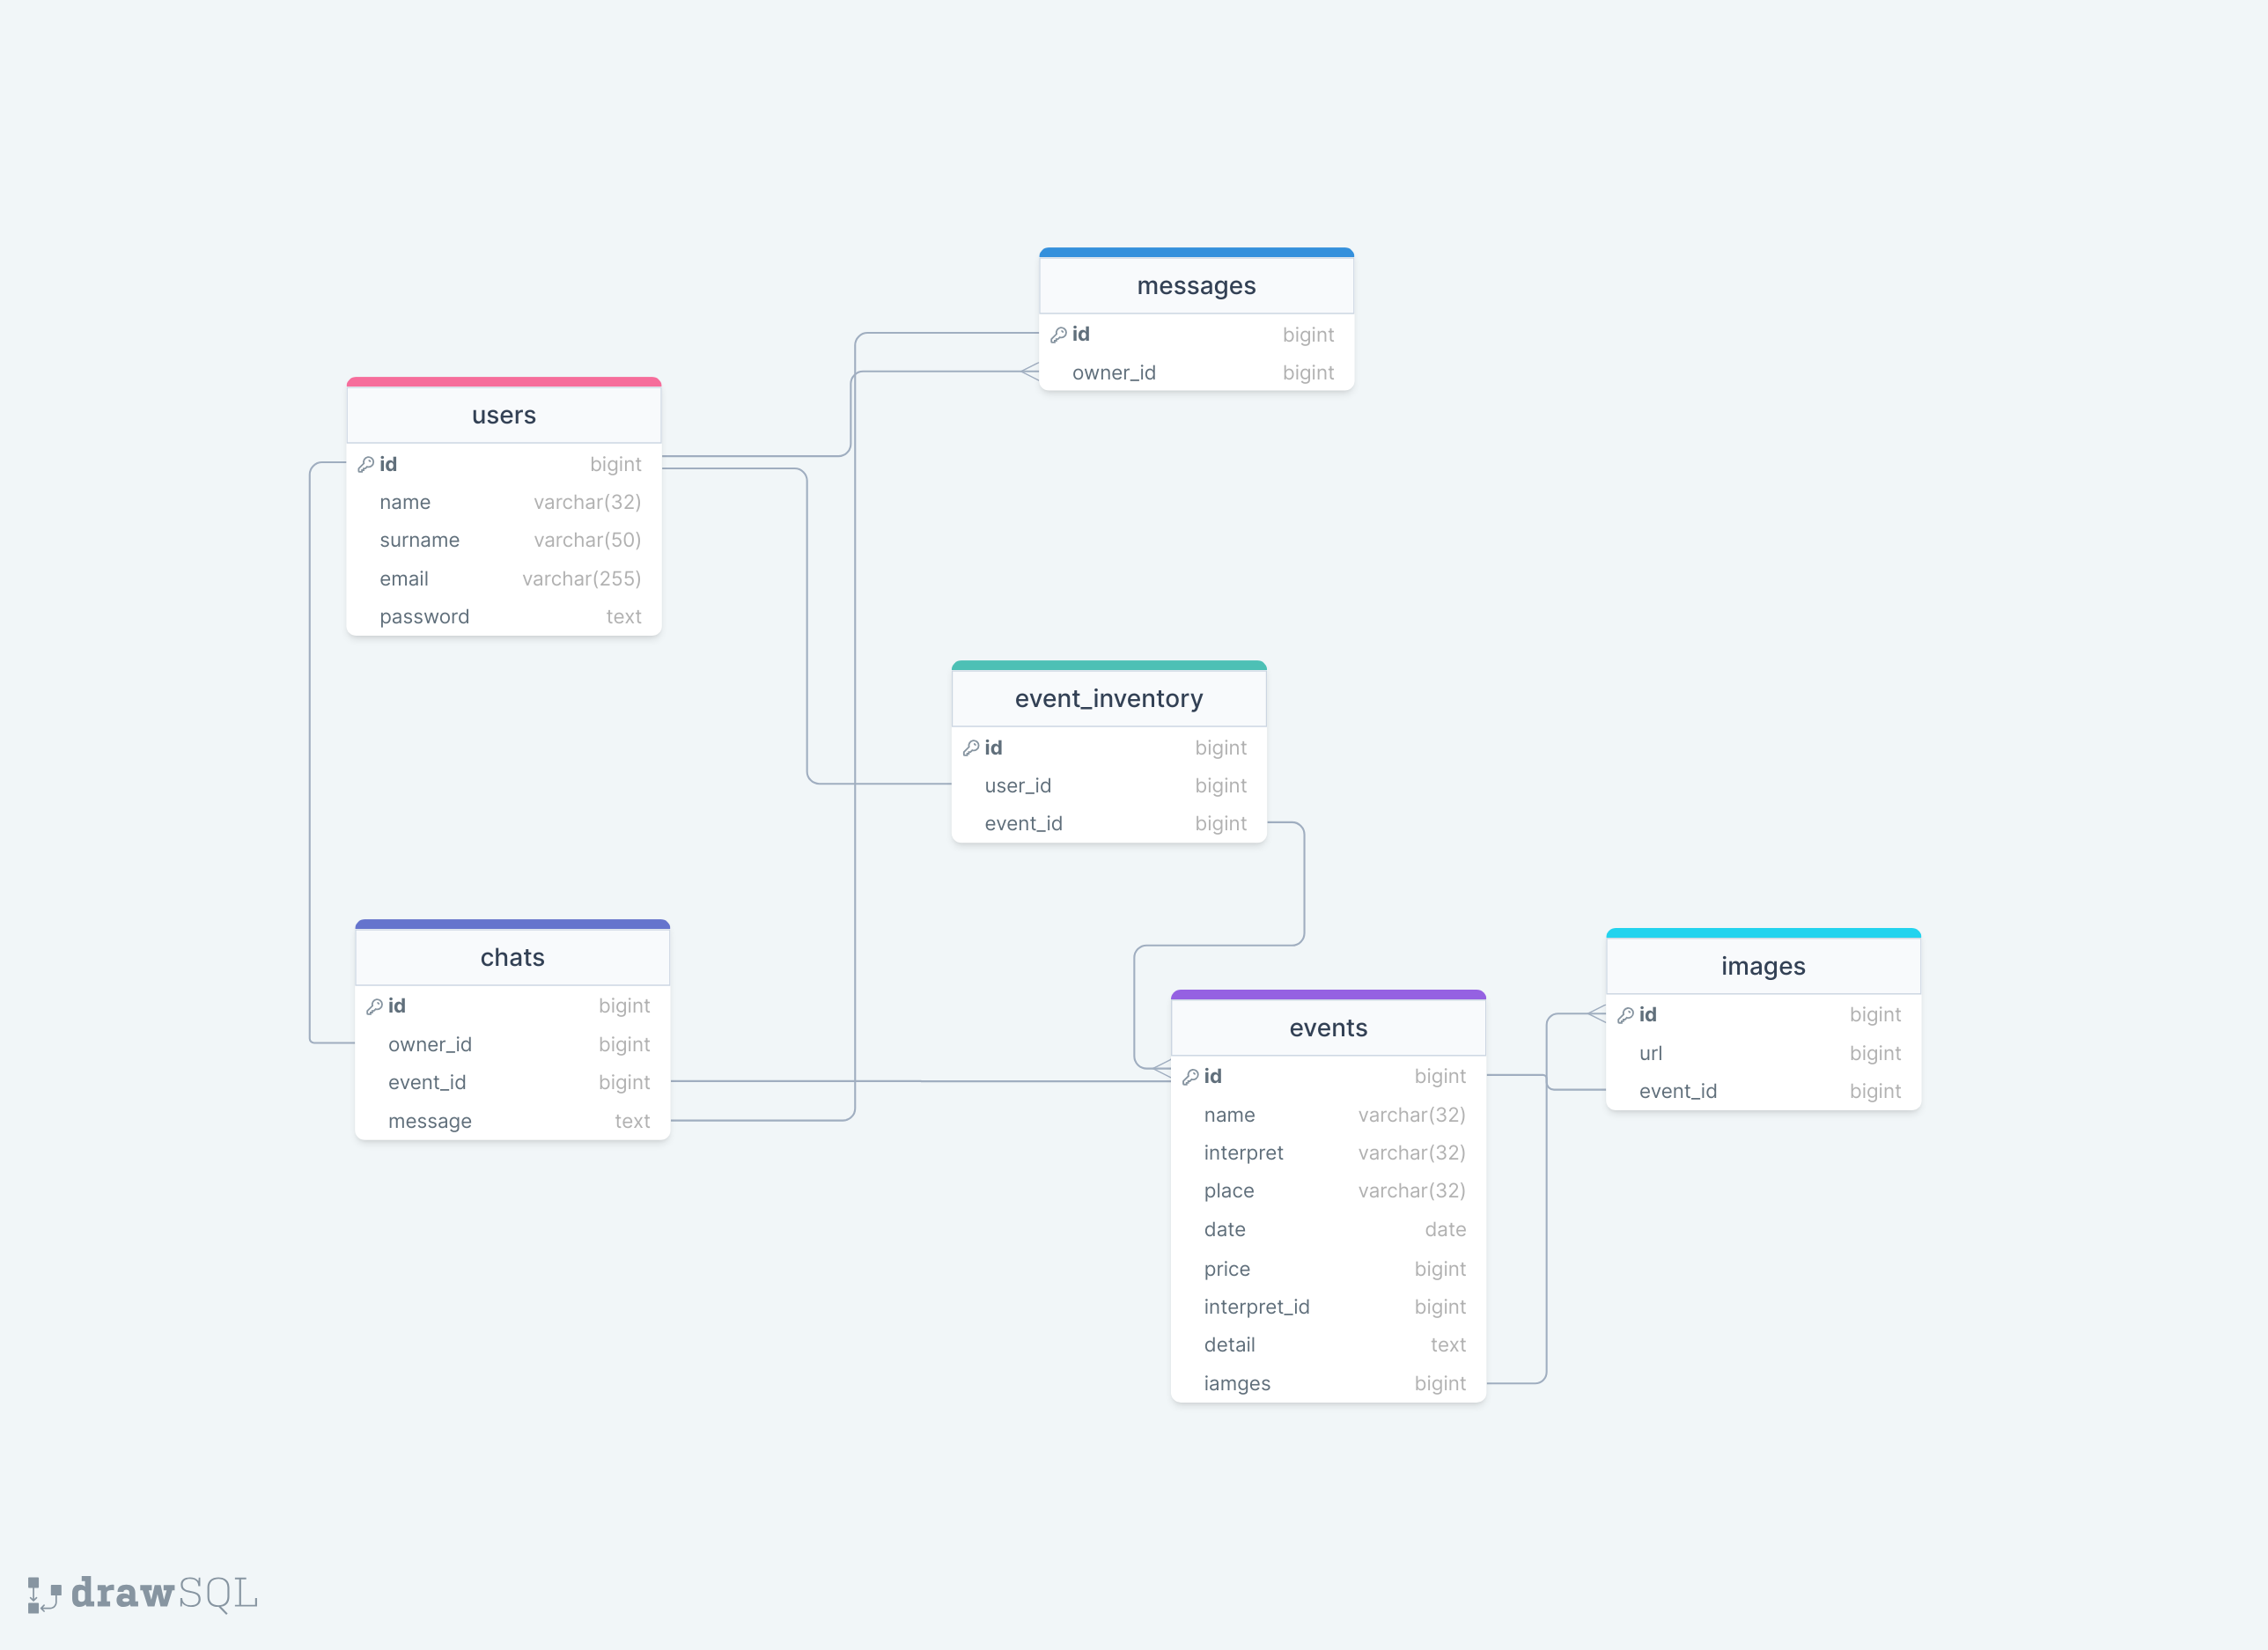 messages
id bigint
owner_id bigint
users
id bigint
name varchar(32)
surname varchar(50)
email varchar(255)
password text
event_inventory
id bigint
user_id bigint
event_id bigint
chats
id bigint
owner_id bigint
event_id bigint
message text
images
id bigint
url bigint
event_id bigint
events
id bigint
name varchar(32)
interpret varchar(32)
place varchar(32)
date date
price bigint
interpret_id bigint
detail text
iamges bigint
drawSQL